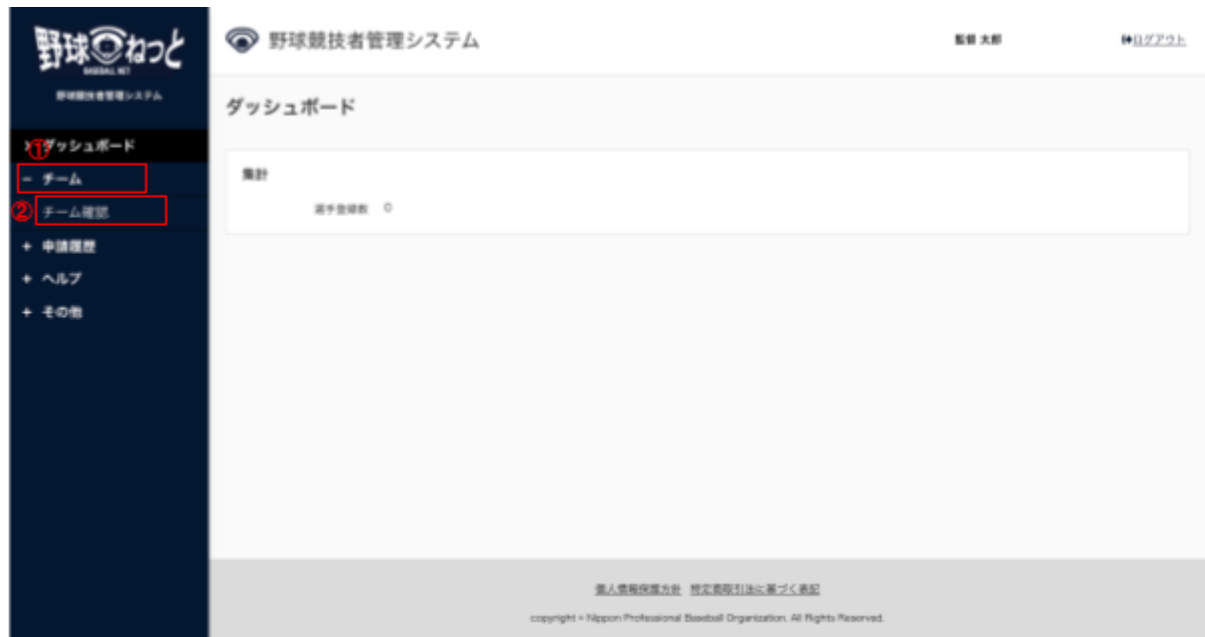 野球ねっと
BASEBALL NET
野球競技者管理システム
ダッシュボード
①
− チーム
② チーム確認
+ 申請履歴
+ ヘルプ
+ その他
野球競技者管理システム
監督 太郎
ログアウト
ダッシュボード
集計
選手登録数 0
個人情報保護方針 特定商取引法に基づく表記
copyright © Nippon Professional Baseball Organization. All Rights Reserved.